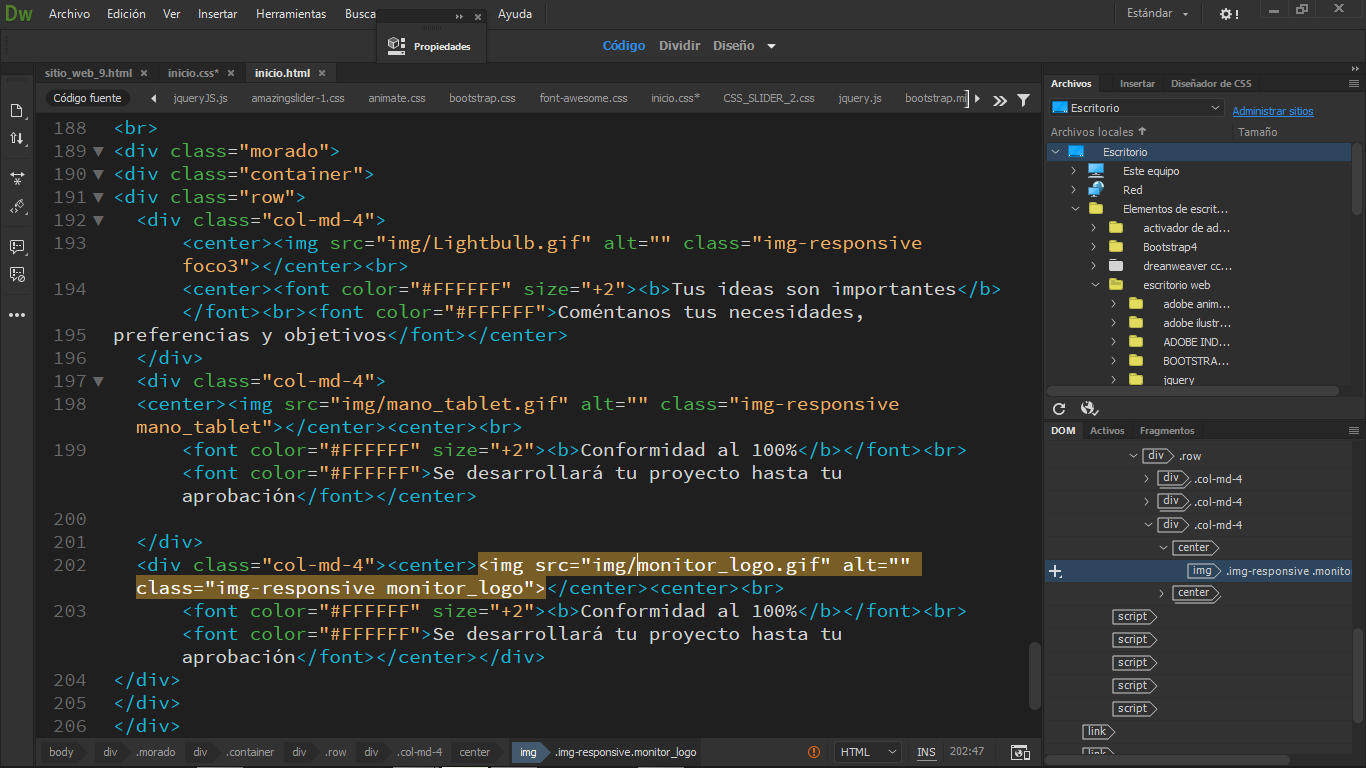 Dw Archivo Edición Ver Insertar Herramientas Busca Ayuda Estándar
Propiedades
Código Dividir Diseño
sitio_web_9.html inicio.css* inicio.html
Código fuente jqueryJS.js amazingslider-1.css animate.css bootstrap.css font-awesome.css inicio.css* CSS_SLIDER_2.css jquery.js bootstrap.mi
188 <br>
189 <div class="morado">
190 <div class="container">
191 <div class="row">
192 <div class="col-md-4">
193 <center><img src="img/Lightbulb.gif" alt="" class="img-responsive
foco3"></center><br>
194 <center><font color="#FFFFFF" size="+2"><b>Tus ideas son importantes</b>
</font><br><font color="#FFFFFF">Coméntanos tus necesidades,
195 preferencias y objetivos</font></center>
196 </div>
197 <div class="col-md-4">
198 <center><img src="img/mano_tablet.gif" alt="" class="img-responsive
mano_tablet"></center><center><br>
199 <font color="#FFFFFF" size="+2"><b>Conformidad al 100%</b></font><br>
<font color="#FFFFFF">Se desarrollará tu proyecto hasta tu
aprobación</font></center>
200
201 </div>
202 <div class="col-md-4"><center><img src="img/monitor_logo.gif" alt=""
class="img-responsive monitor_logo"></center><center><br>
203 <font color="#FFFFFF" size="+2"><b>Conformidad al 100%</b></font><br>
<font color="#FFFFFF">Se desarrollará tu proyecto hasta tu
aprobación</font></center></div>
204 </div>
205 </div>
206 </div>
body div .morado div .container div .row div .col-md-4 center img .img-responsive.monitor_logo HTML INS 202:47
Archivos Insertar Diseñador de CSS
Escritorio Administrar sitios
Archivos locales Tamaño
Escritorio
Este equipo
Red
Elementos de escrit...
activador de ad...
Bootstrap4
dreanweaver cc...
escritorio web
adobe anim...
adobe ilustr...
ADOBE IND...
BOOTSTRA...
jquery
DOM Activos Fragmentos
div .row
div .col-md-4
div .col-md-4
div .col-md-4
center
img .img-responsive .monito
center
script
script
script
script
script
link
link